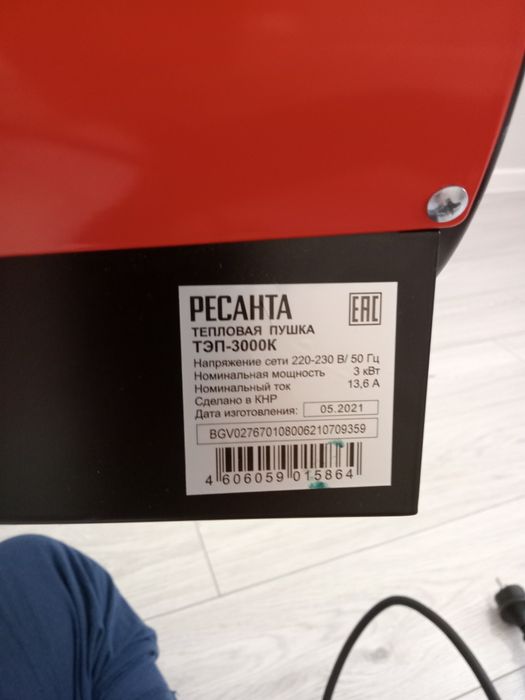 РЕСАНТА
EAC
ТЕПЛОВАЯ ПУШКА
ТЭП-3000К
Напряжение сети 220-230 В/ 50 Гц
Номинальная мощность 3 кВт
Номинальный ток 13,6 А
Сделано в КНР
Дата изготовления: 05.2021
BGV027670108006210709359
4 606059 015864